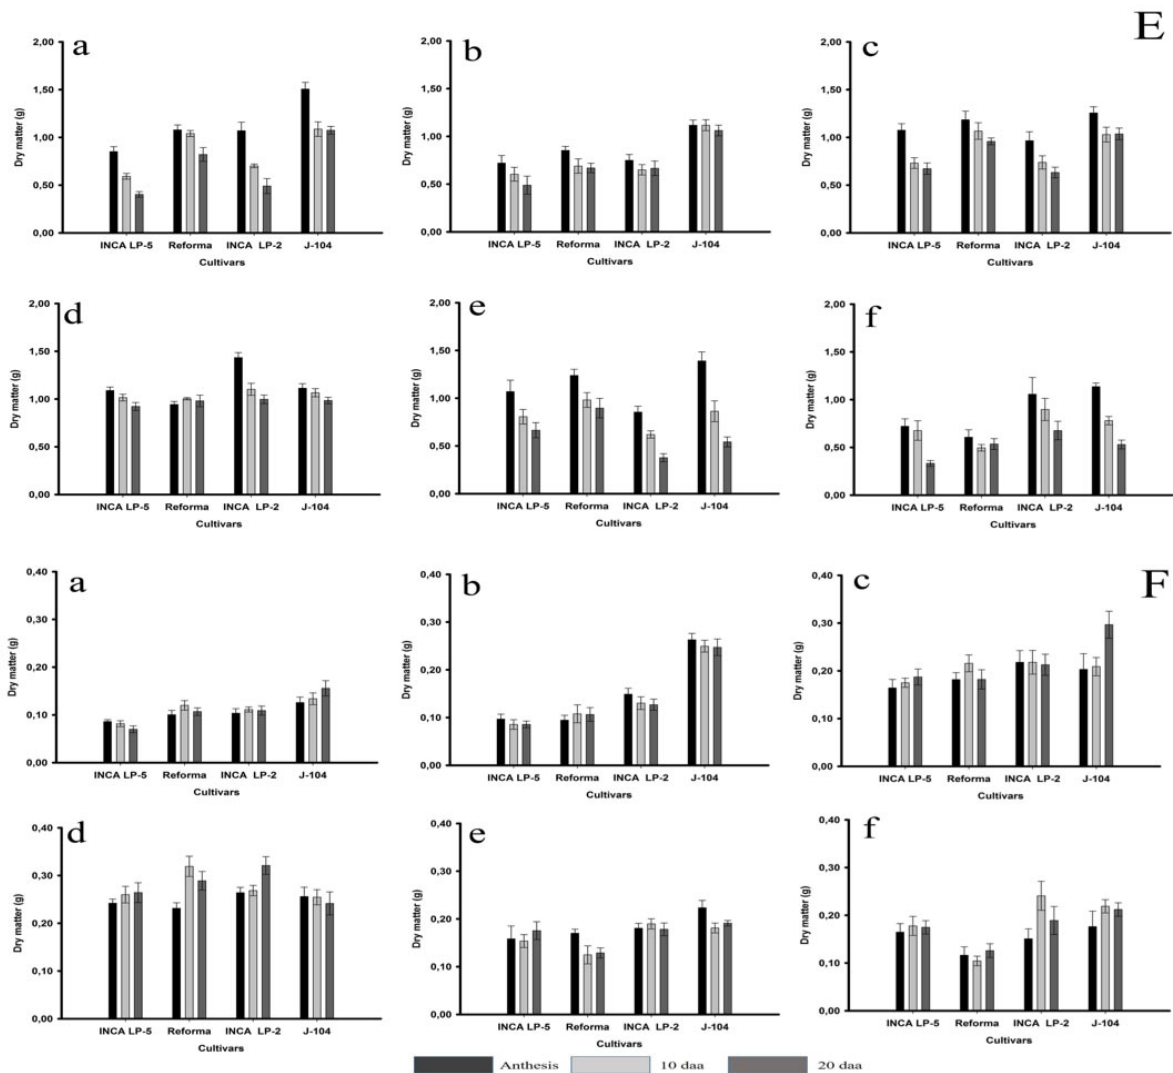 E
a
2,00
1,50
1,00
0,50
0,00
Dry matter (g)
INCA LP-5 Reforma INCA LP-2 J-104
Cultivars
b
2,00
1,50
1,00
0,50
0,00
Dry matter (g)
INCA LP-5 Reforma INCA LP-2 J-104
Cultivars
c
2,00
1,50
1,00
0,50
0,00
Dry matter (g)
INCA LP-5 Reforma INCA LP-2 J-104
Cultivars
d
2,00
1,50
1,00
0,50
0,00
Dry matter (g)
INCA LP-5 Reforma INCA LP-2 J-104
Cultivars
e
2,00
1,50
1,00
0,50
0,00
Dry matter (g)
INCA LP-5 Reforma INCA LP-2 J-104
Cultivars
f
2,00
1,50
1,00
0,50
0,00
Dry matter (g)
INCA LP-5 Reforma INCA LP-2 J-104
Cultivars
F
a
0,40
0,30
0,20
0,10
0,00
Dry matter (g)
INCA LP-5 Reforma INCA LP-2 J-104
Cultivars
b
0,40
0,30
0,20
0,10
0,00
Dry matter (g)
INCA LP-5 Reforma INCA LP-2 J-104
Cultivars
c
0,40
0,30
0,20
0,10
0,00
Dry matter (g)
INCA LP-5 Reforma INCA LP-2 J-104
Cultivars
d
0,40
0,30
0,20
0,10
0,00
Dry matter (g)
INCA LP-5 Reforma INCA LP-2 J-104
Cultivars
e
0,40
0,30
0,20
0,10
0,00
Dry matter (g)
INCA LP-5 Reforma INCA LP-2 J-104
Cultivars
f
0,40
0,30
0,20
0,10
0,00
Dry matter (g)
INCA LP-5 Reforma INCA LP-2 J-104
Cultivars
Anthesis 10 daa 20 daa